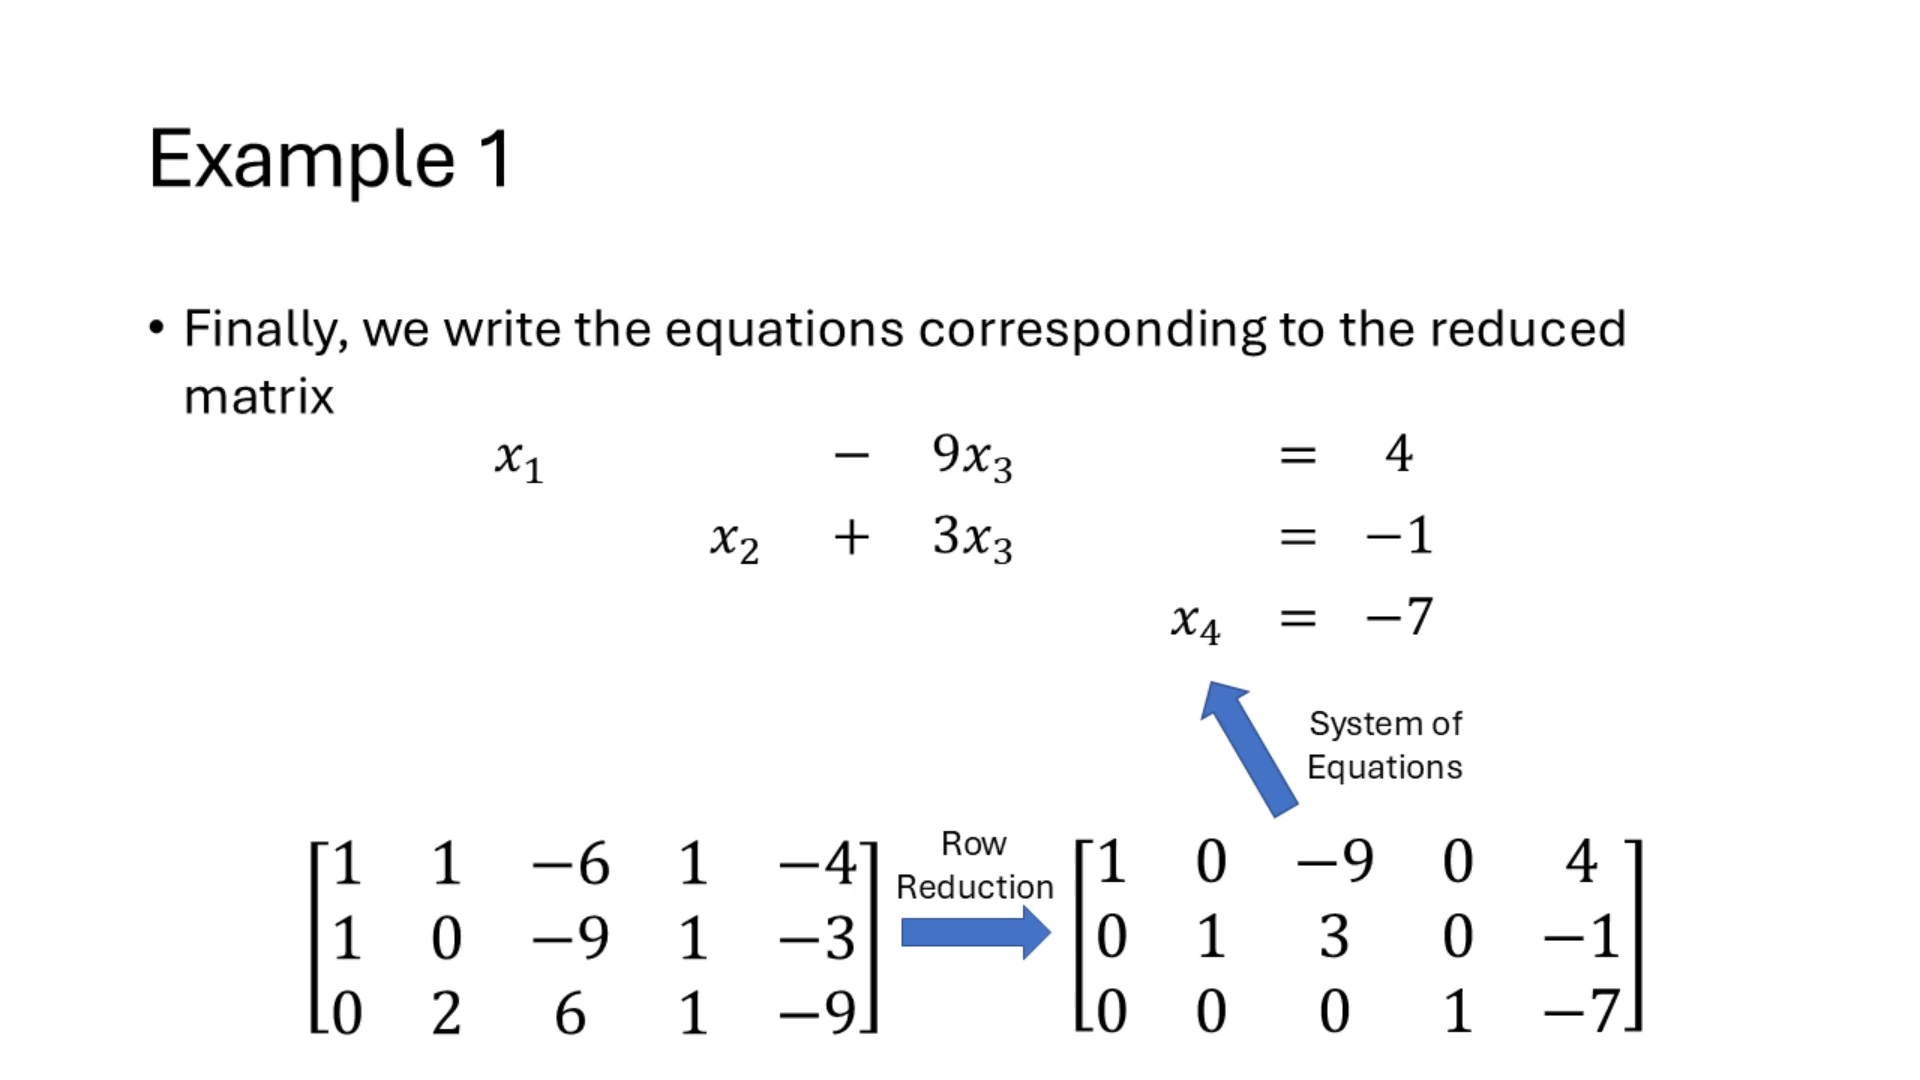 Example 1
• Finally, we write the equations corresponding to the reduced
matrix
x₁ − 9x₃ = 4
x₂ + 3x₃ = −1
x₄ = −7
System of
Equations
Row
Reduction
[1 1 −6 1 −4] [1 0 −9 0 4]
[1 0 −9 1 −3] [0 1 3 0 −1]
[0 2 6 1 −9] [0 0 0 1 −7]